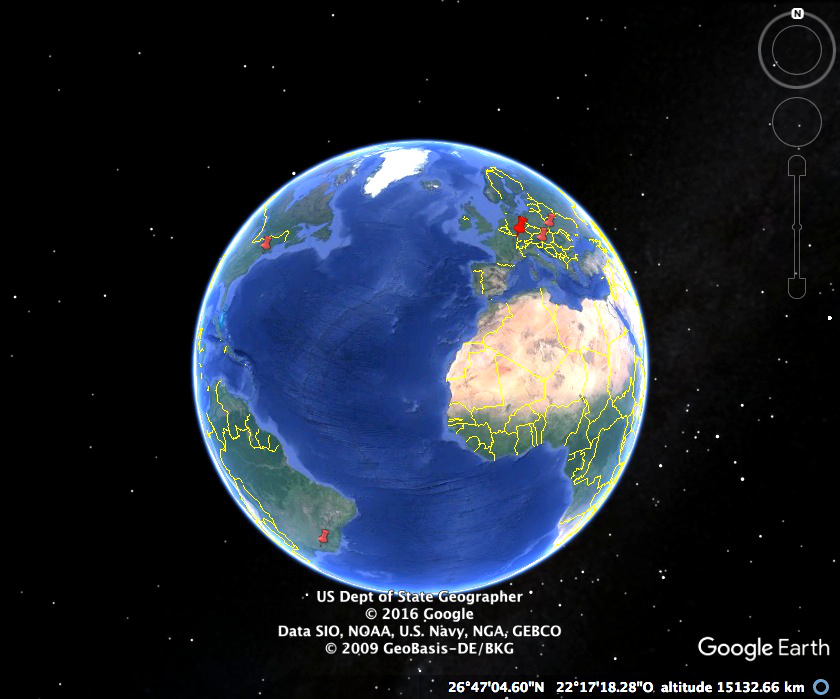 N
US Dept of State Geographer
© 2016 Google
Data SIO, NOAA, U.S. Navy, NGA, GEBCO
© 2009 GeoBasis-DE/BKG
Google Earth
26°47'04.60"N 22°17'18.28"O altitude 15132.66 km